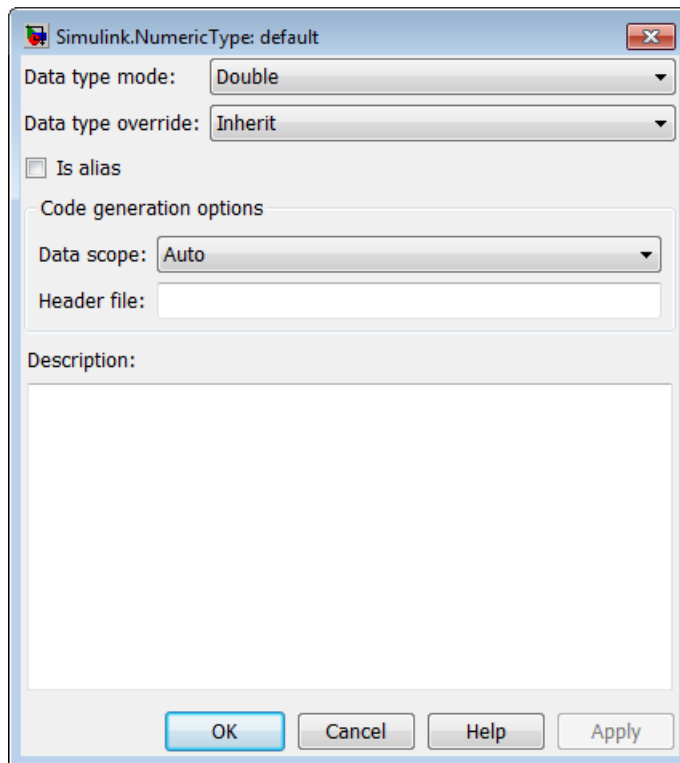 Simulink.NumericType: default
Data type mode: Double
Data type override: Inherit
Is alias
Code generation options
Data scope: Auto
Header file:
Description:
OK Cancel Help Apply